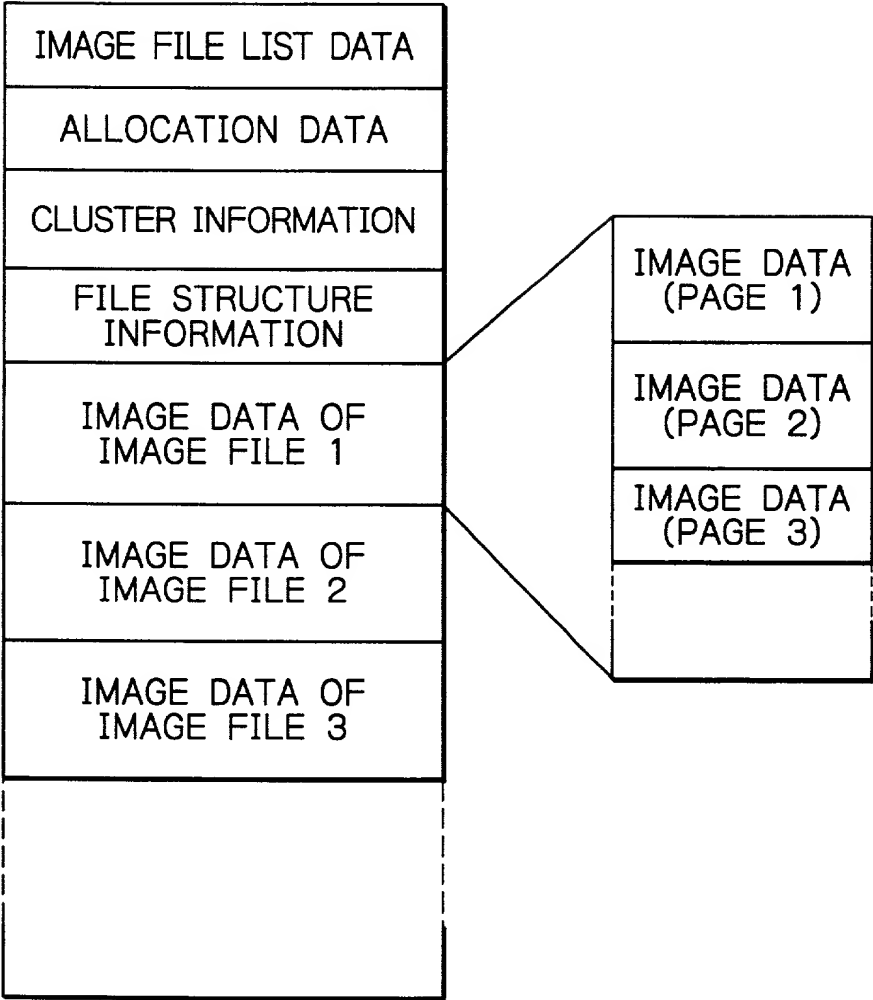 IMAGE FILE LIST DATA
ALLOCATION DATA
CLUSTER INFORMATION
FILE STRUCTURE
INFORMATION
IMAGE DATA OF
IMAGE FILE 1
IMAGE DATA OF
IMAGE FILE 2
IMAGE DATA OF
IMAGE FILE 3
IMAGE DATA
(PAGE 1)
IMAGE DATA
(PAGE 2)
IMAGE DATA
(PAGE 3)